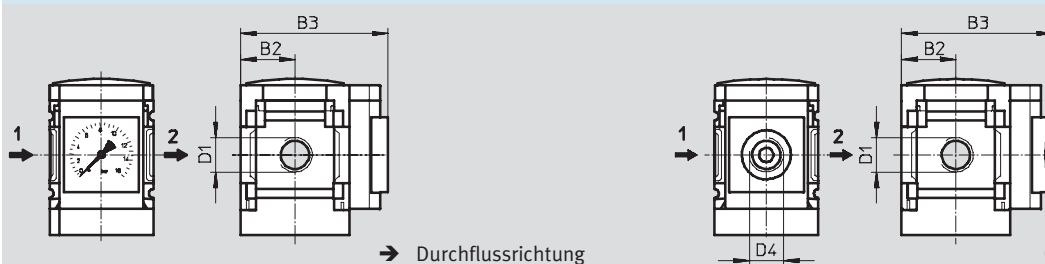 B3
B2
1
2
D1
B3
B2
1
2
D1
D4
→ Durchflussrichtung